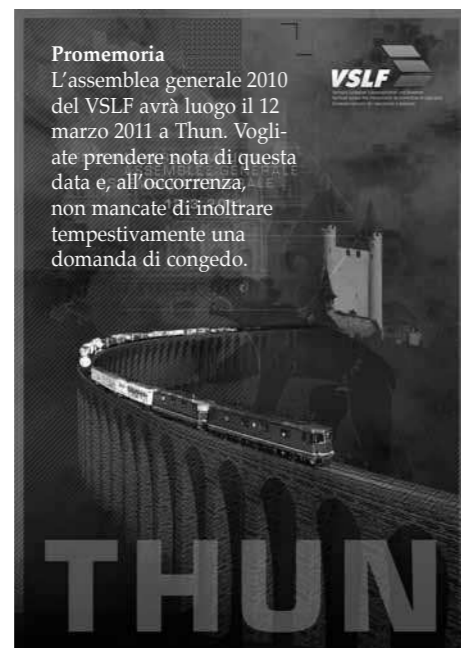 Promemoria
L'assemblea generale 2010
del VSLF avrà luogo il 12
marzo 2011 a Thun. Vogli-
ate prendere nota di questa
data e, all'occorrenza,
non mancate di inoltrare
tempestivamente una
domanda di congedo.
VSLF
THUN